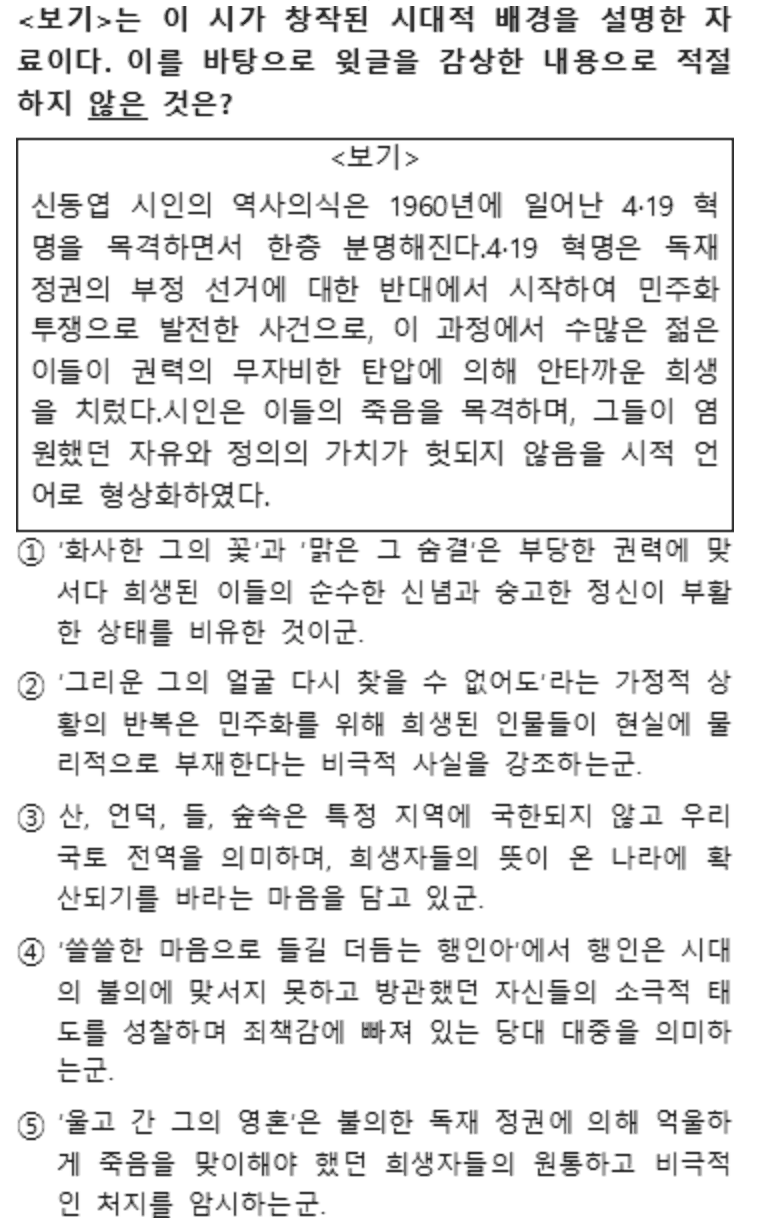 <보기>는 이 시가 창작된 시대적 배경을 설명한 자
료이다. 이를 바탕으로 윗글을 감상한 내용으로 적절
하지 않은 것은?
<보기>
신동엽 시인의 역사의식은 1960년에 일어난 4·19 혁
명을 목격하면서 한층 분명해진다.4·19 혁명은 독재
정권의 부정 선거에 대한 반대에서 시작하여 민주화
투쟁으로 발전한 사건으로, 이 과정에서 수많은 젊은
이들이 권력의 무자비한 탄압에 의해 안타까운 희생
을 치렀다.시인은 이들의 죽음을 목격하며, 그들이 염
원했던 자유와 정의의 가치가 헛되지 않음을 시적 언
어로 형상화하였다.
① '화사한 그의 꽃'과 '맑은 그 숨결'은 부당한 권력에 맞
서다 희생된 이들의 순수한 신념과 숭고한 정신이 부활
한 상태를 비유한 것이군.
② '그리운 그의 얼굴 다시 찾을 수 없어도'라는 가정적 상
황의 반복은 민주화를 위해 희생된 인물들이 현실에 물
리적으로 부재한다는 비극적 사실을 강조하는군.
③ 산, 언덕, 들, 숲속은 특정 지역에 국한되지 않고 우리
국토 전역을 의미하며, 희생자들의 뜻이 온 나라에 확
산되기를 바라는 마음을 담고 있군.
④ '쓸쓸한 마음으로 들길 더듬는 행인아'에서 행인은 시대
의 불의에 맞서지 못하고 방관했던 자신들의 소극적 태
도를 성찰하며 죄책감에 빠져 있는 당대 대중을 의미하
는군.
⑤ '울고 간 그의 영혼'은 불의한 독재 정권에 의해 억울하
게 죽음을 맞이해야 했던 희생자들의 원통하고 비극적
인 처지를 암시하는군.